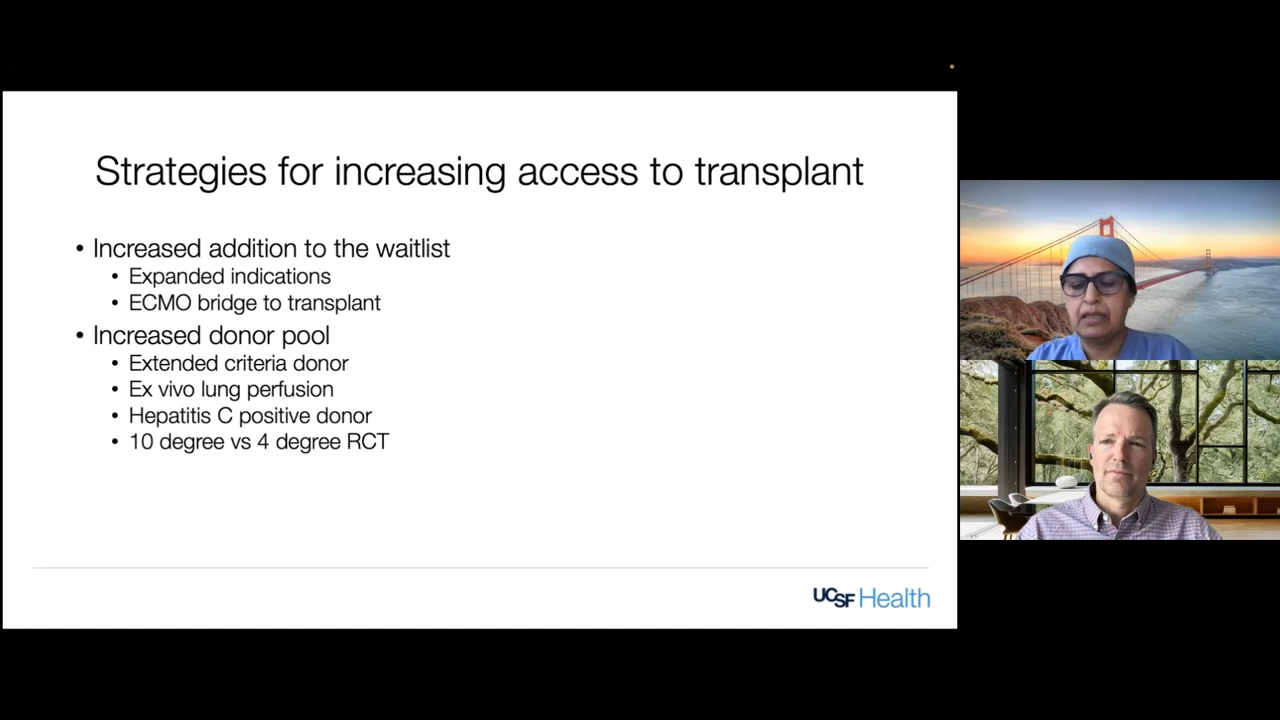 Strategies for increasing access to transplant
• Increased addition to the waitlist
• Expanded indications
• ECMO bridge to transplant
• Increased donor pool
• Extended criteria donor
• Ex vivo lung perfusion
• Hepatitis C positive donor
• 10 degree vs 4 degree RCT
UCSF Health